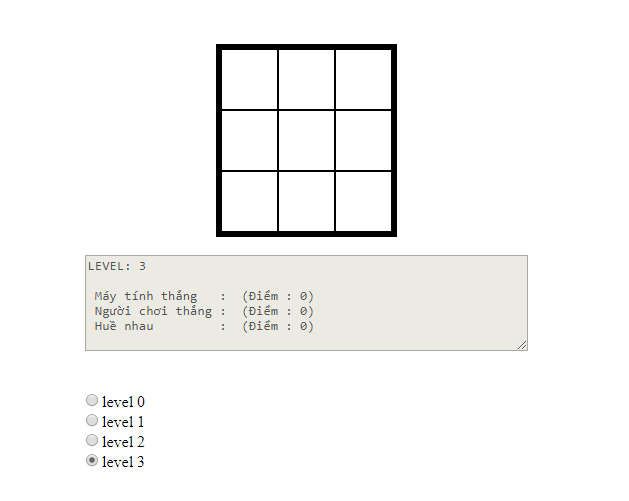 LEVEL: 3
Máy tính thắng : (Điểm : 0)
Người chơi thắng : (Điểm : 0)
Huề nhau : (Điểm : 0)
level 0
level 1
level 2
level 3